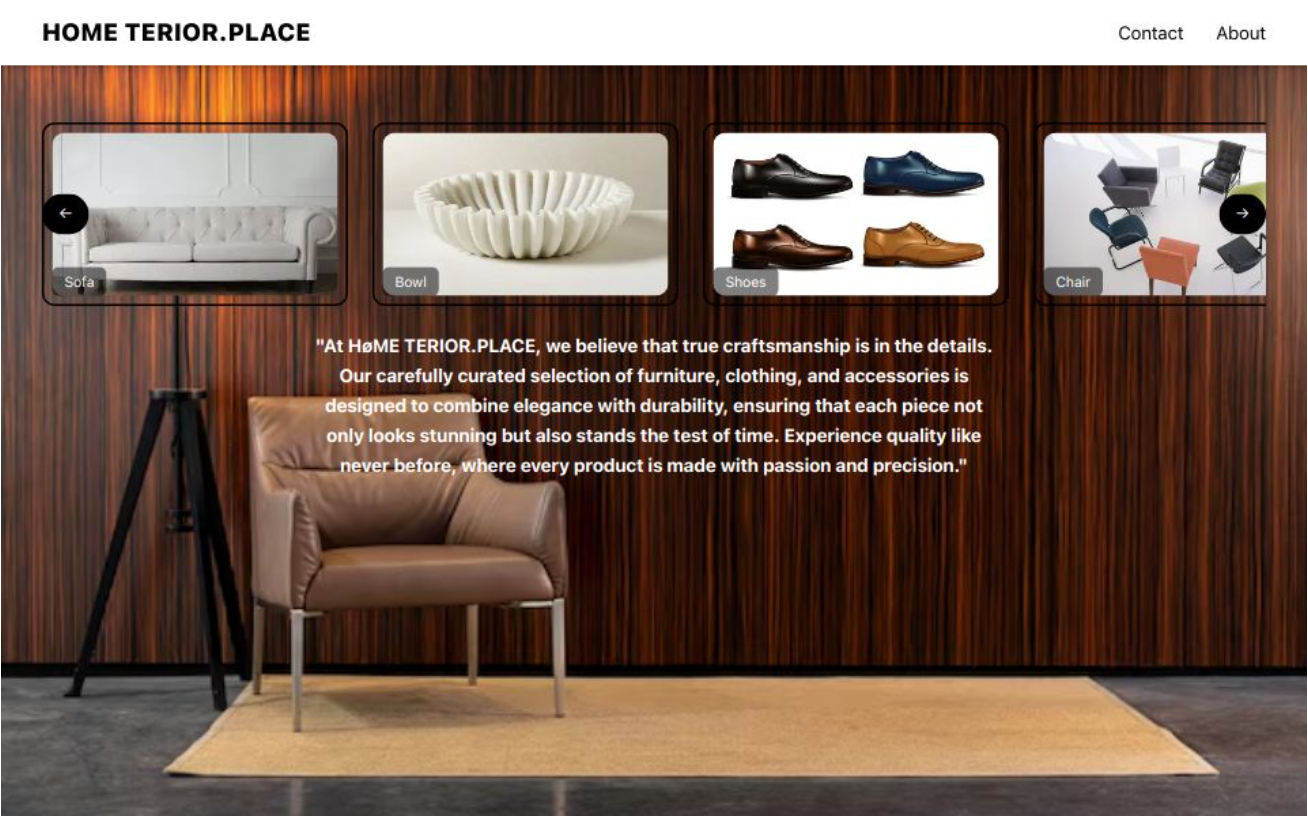 HOME TERIOR.PLACE
Contact
About
Sofa
Bowl
Shoes
Chair
"At HøME TERIOR.PLACE, we believe that true craftsmanship is in the details.
Our carefully curated selection of furniture, clothing, and accessories is
designed to combine elegance with durability, ensuring that each piece not
only looks stunning but also stands the test of time. Experience quality like
never before, where every product is made with passion and precision."